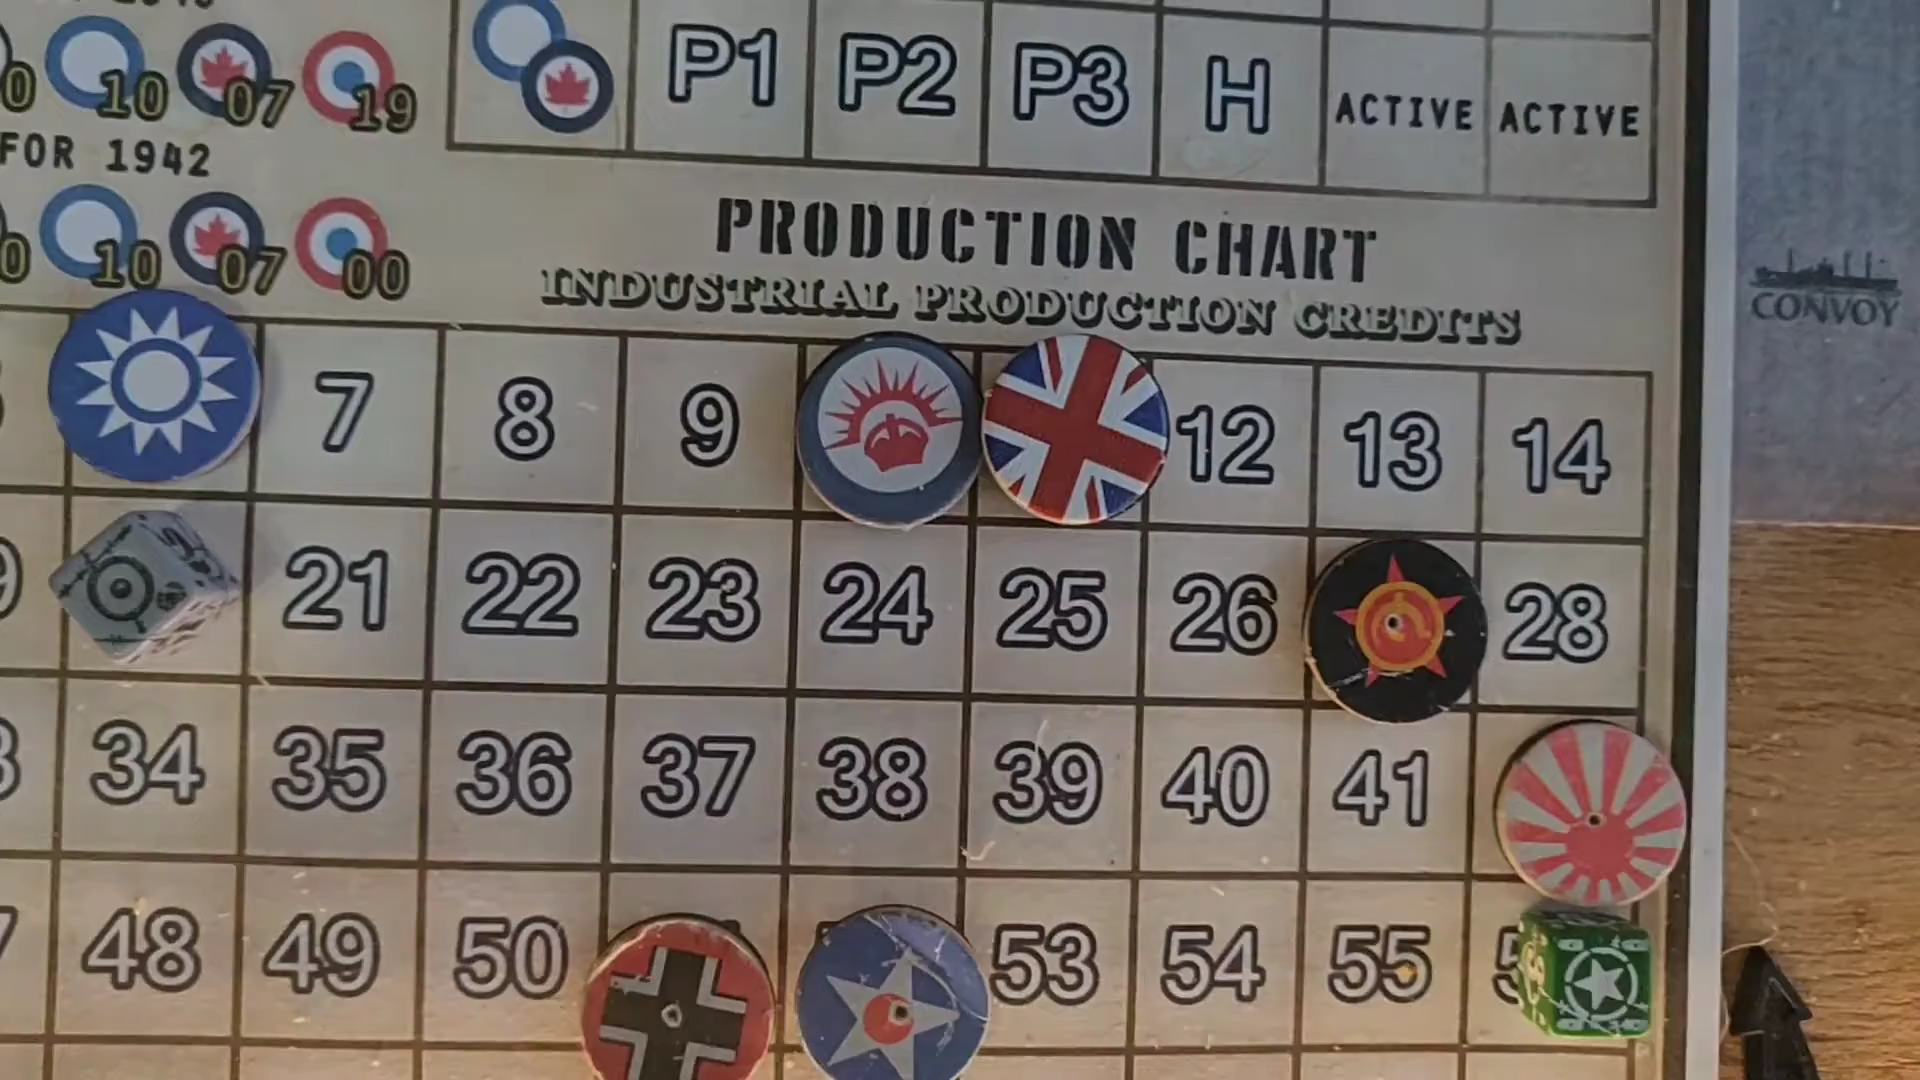 10 07 19
FOR 1942
10 07 00
P1 P2 P3 H ACTIVE ACTIVE
PRODUCTION CHART
INDUSTRIAL PRODUCTION CREDITS
CONVOY
7 8 9 12 13 14
21 22 23 24 25 26 28
34 35 36 37 38 39 40 41
48 49 50 53 54 55